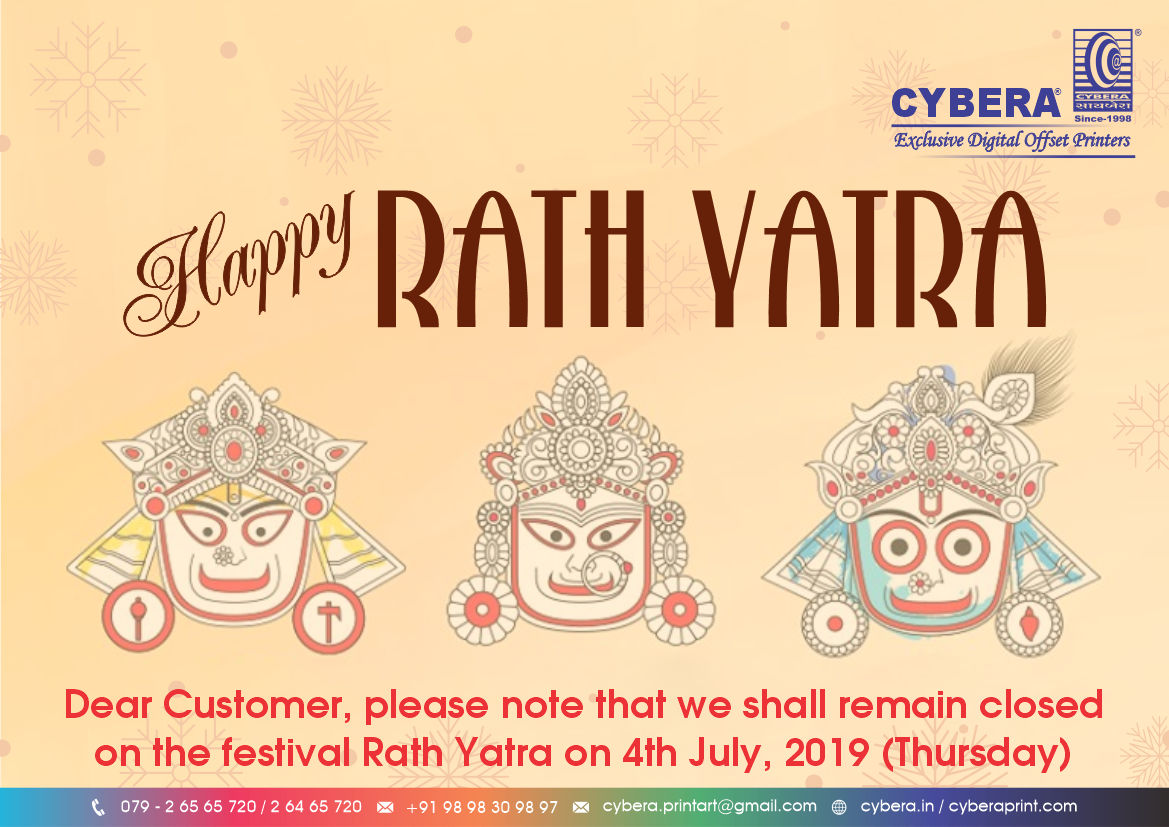 CYBERA®
®
@
CYBERA
સાયબેરા
Since-1998
Exclusive Digital Offset Printers
Happy RATH YATRA
Dear Customer, please note that we shall remain closed
on the festival Rath Yatra on 4th July, 2019 (Thursday)
079 - 2 65 65 720 / 2 64 65 720 +91 98 98 30 98 97 cybera.printart@gmail.com cybera.in / cyberaprint.com